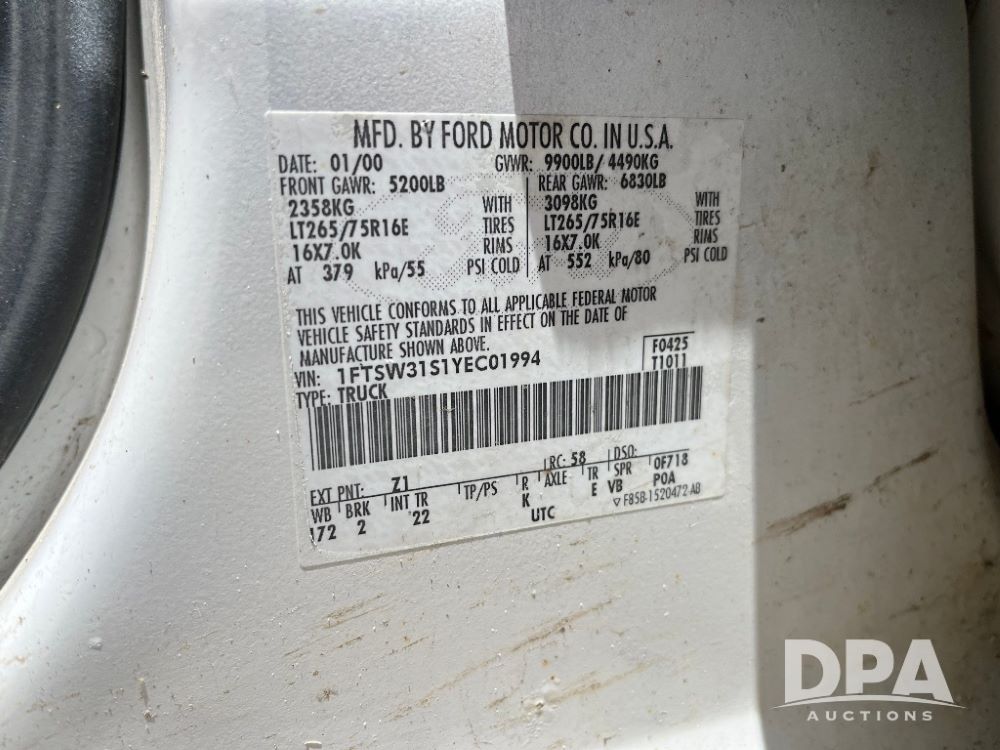 MFD. BY FORD MOTOR CO. IN U.S.A.
DATE: 01/00 GVWR: 9900LB/ 4490KG
FRONT GAWR: 5200LB REAR GAWR: 6830LB
2358KG WITH 3098KG WITH
LT265/75R16E TIRES LT265/75R16E TIRES
16X7.0K RIMS 16X7.0K RIMS
AT 379 kPa/55 PSI COLD AT 552 kPa/80 PSI COLD
THIS VEHICLE CONFORMS TO ALL APPLICABLE FEDERAL MOTOR
VEHICLE SAFETY STANDARDS IN EFFECT ON THE DATE OF
MANUFACTURE SHOWN ABOVE.
VIN: 1FTSW31S1YEC01994 F0425
TYPE: TRUCK T1011
EXT PNT: Z1 RC: 58 DSO:
WB BRK INT TR TP/PS R AXLE TR SPR 0F718
172 2 22 K UTC E VB POA
F85B-1520472-AB
DPA
AUCTIONS